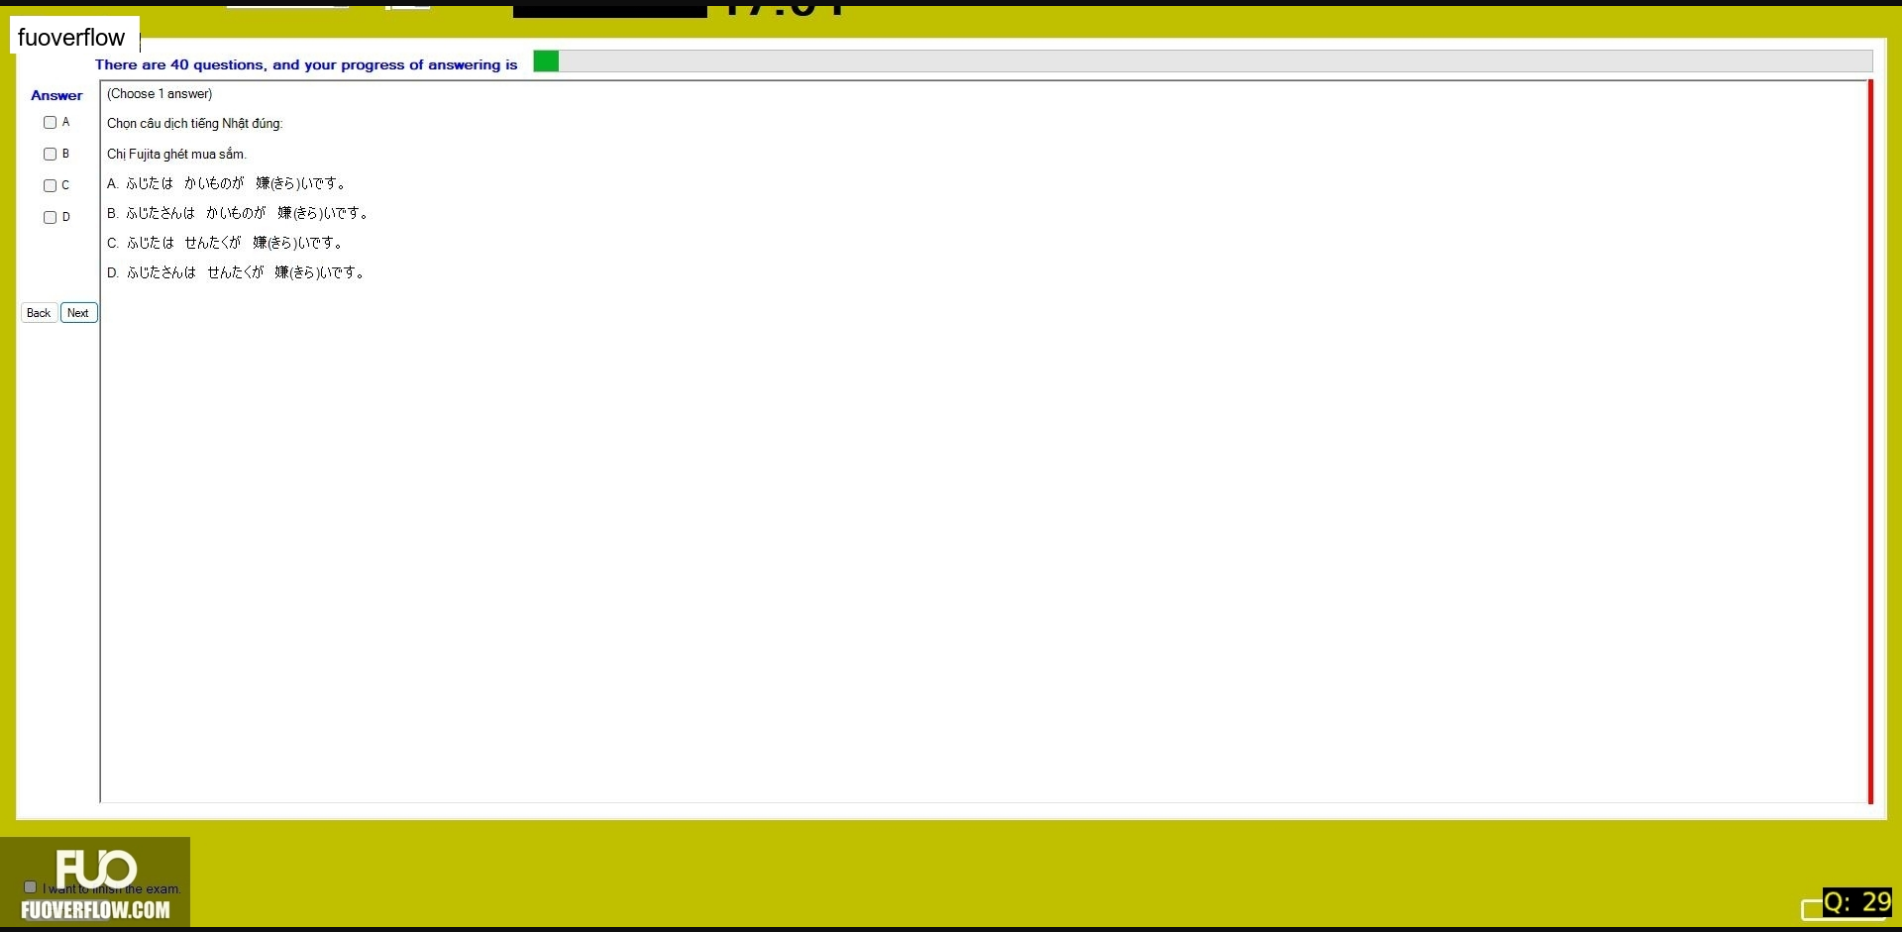 fuoverflow
There are 40 questions, and your progress of answering is
Answer
(Choose 1 answer)
A
Chọn câu dịch tiếng Nhật đúng:
B
Chị Fujita ghét mua sắm.
C
A. ふじたは かいものが 嫌(きら)いです。
D
B. ふじたさんは かいものが 嫌(きら)いです。
C. ふじたは せんたくが 嫌(きら)いです。
D. ふじたさんは せんたくが 嫌(きら)いです。
Back Next
FUO
I want to finish the exam.
FUOVERFLOW.COM
Q: 29